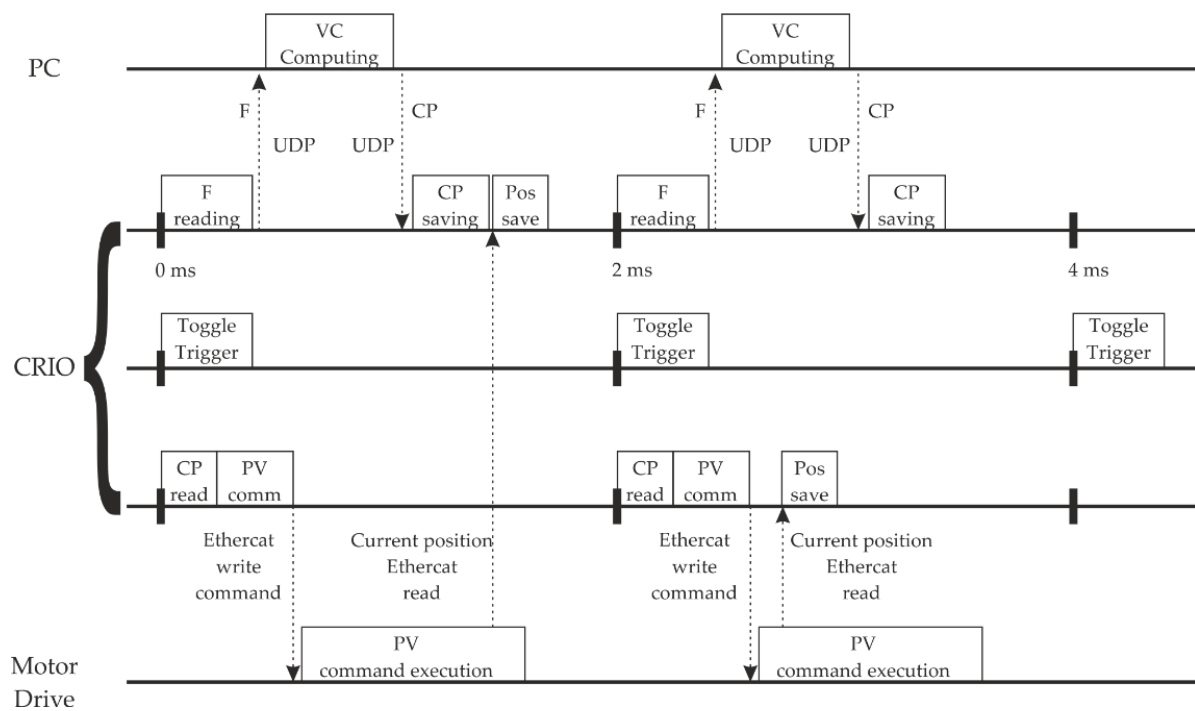 VC
Computing
VC
Computing
PC
F
CP
F
CP
UDP
UDP
UDP
UDP
F
reading
CP
saving
Pos
save
F
reading
CP
saving
0 ms
2 ms
4 ms
Toggle
Trigger
Toggle
Trigger
Toggle
Trigger
CRIO
CP
read
PV
comm
CP
read
PV
comm
Pos
save
Ethercat
write
command
Current position
Ethercat
read
Ethercat
write
command
Current position
Ethercat
read
PV
command execution
PV
command execution
Motor
Drive